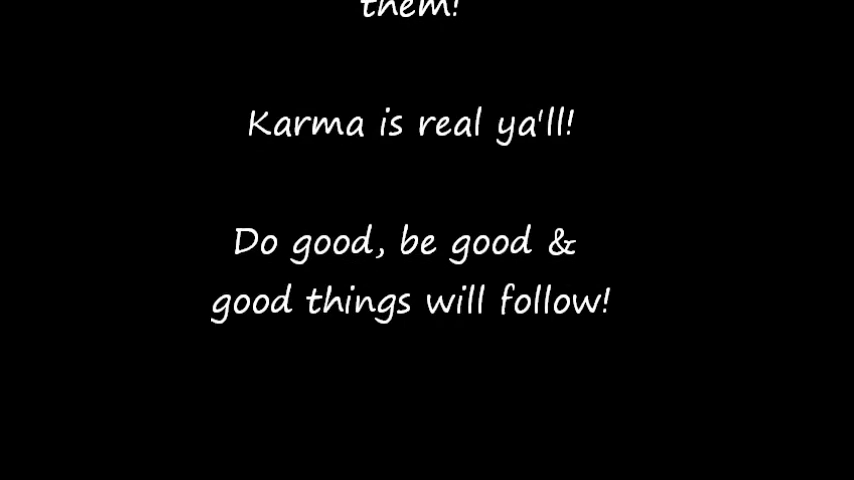 them!
Karma is real ya'll!
Do good, be good &
good things will follow!